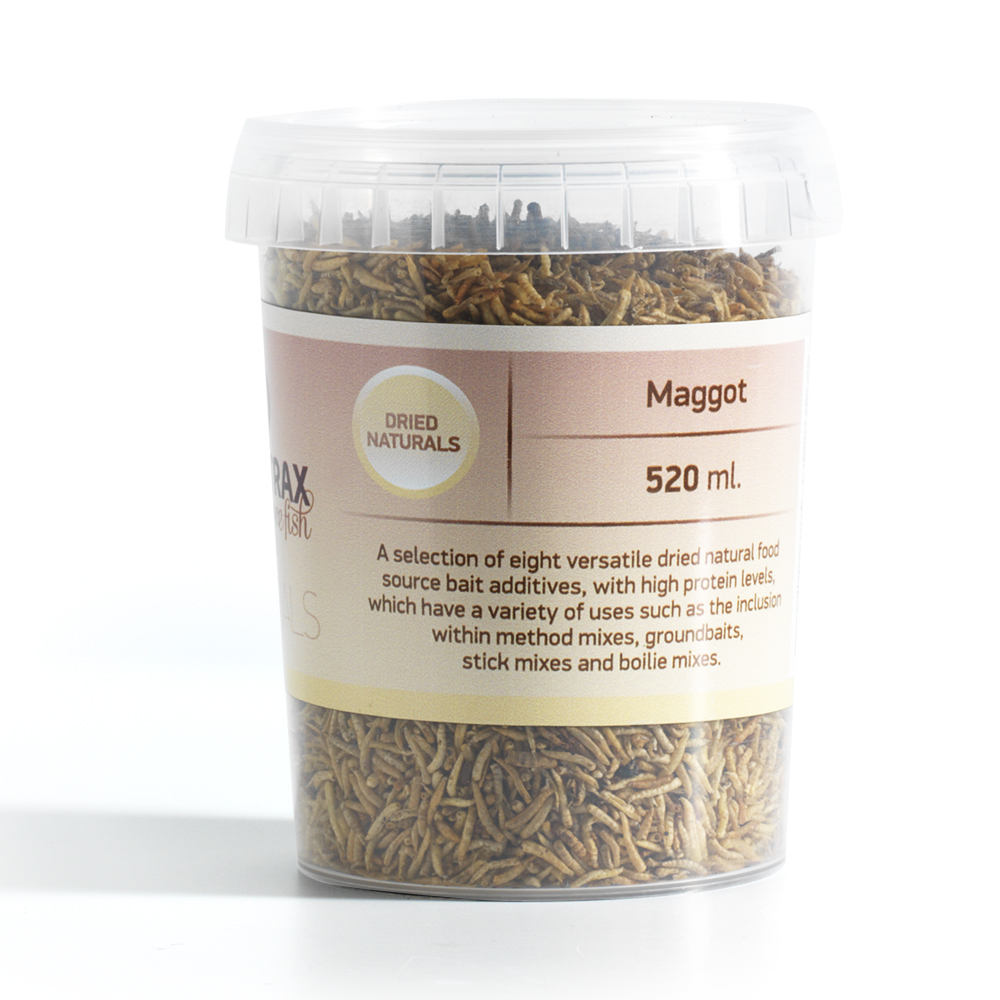 DRIED
NATURALS
Maggot
520 ml.
fish
A selection of eight versatile dried natural food
source bait additives, with high protein levels,
which have a variety of uses such as the inclusion
within method mixes, groundbaits,
stick mixes and boilie mixes.